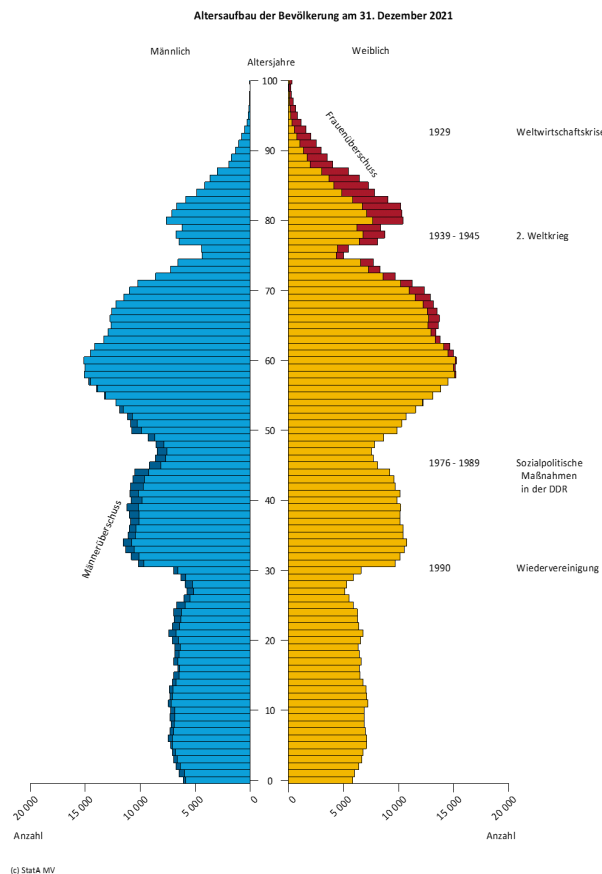 Altersaufbau der Bevölkerung am 31. Dezember 2021
Männlich
Weiblich
Altersjahre
100
Frauenüberschuss
1929
Weltwirtschaftskrise
90
80
1939 - 1945
2. Weltkrieg
70
60
50
1976 - 1989
Sozialpolitische
Maßnahmen
in der DDR
40
Männerüberschuss
30
1990
Wiedervereinigung
20
10
0
20 000
15 000
10 000
5 000
0
0
5 000
10 000
15 000
20 000
Anzahl
Anzahl
(c) StatA MV